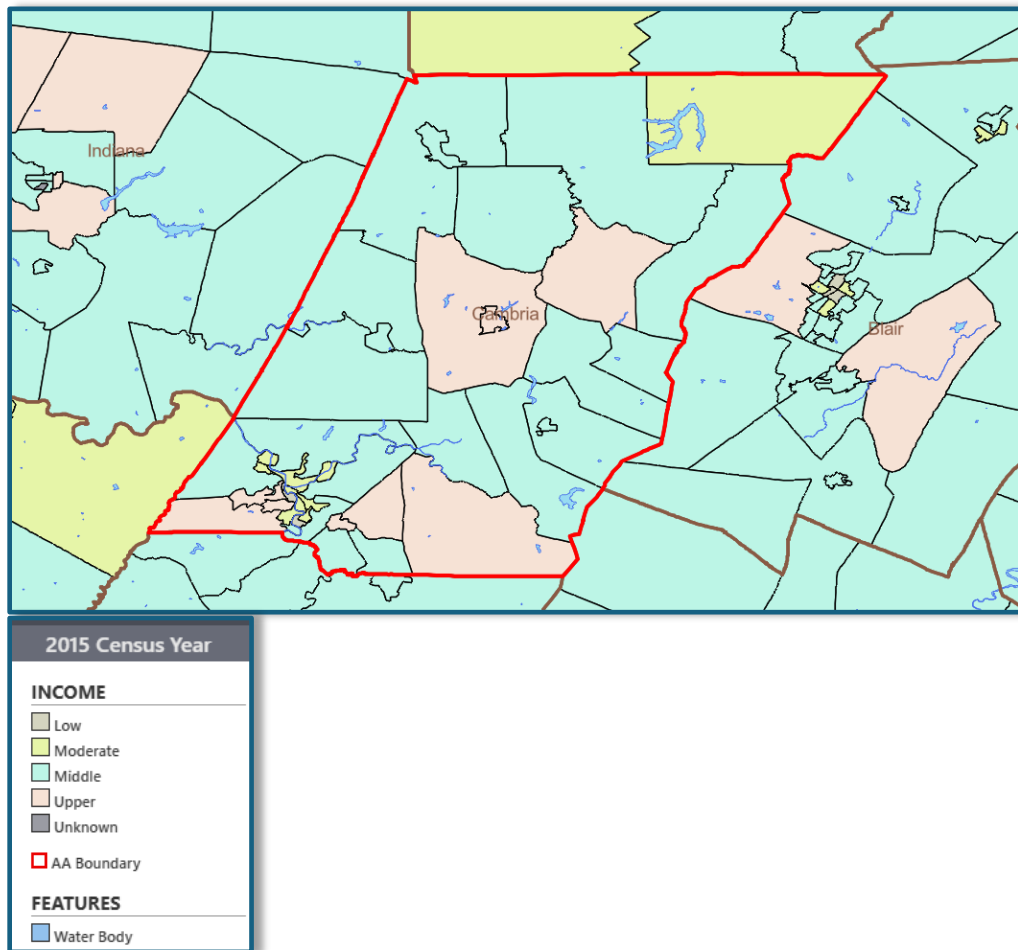 Indiana
Cambria
Blair
2015 Census Year
INCOME
Low
Moderate
Middle
Upper
Unknown
AA Boundary
FEATURES
Water Body